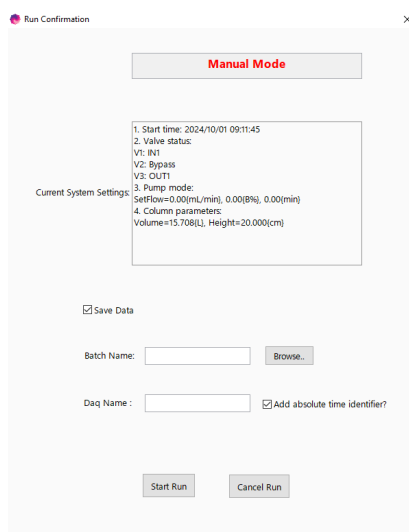 Run Confirmation
Manual Mode
Current System Settings:
1. Start time: 2024/10/01 09:11:45
2. Valve status:
V1: IN1
V2: Bypass
V3: OUT1
3. Pump mode:
SetFlow=0.00{mL/min}, 0.00{B%}, 0.00{min}
4. Column parameters:
Volume=15.708{L}, Height=20.000{cm}
Save Data
Batch Name:
Browse..
Daq Name :
Add absolute time identifier?
Start Run
Cancel Run